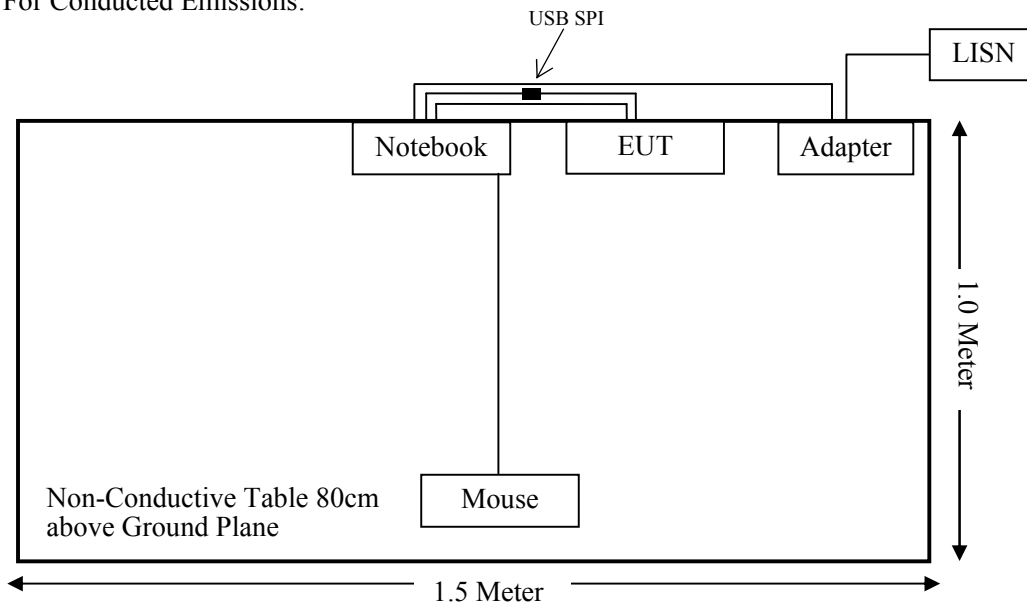 For Conducted Emissions:
USB SPI
LISN
Notebook
EUT
Adapter
1.0 Meter
Non-Conductive Table 80cm
above Ground Plane
Mouse
1.5 Meter